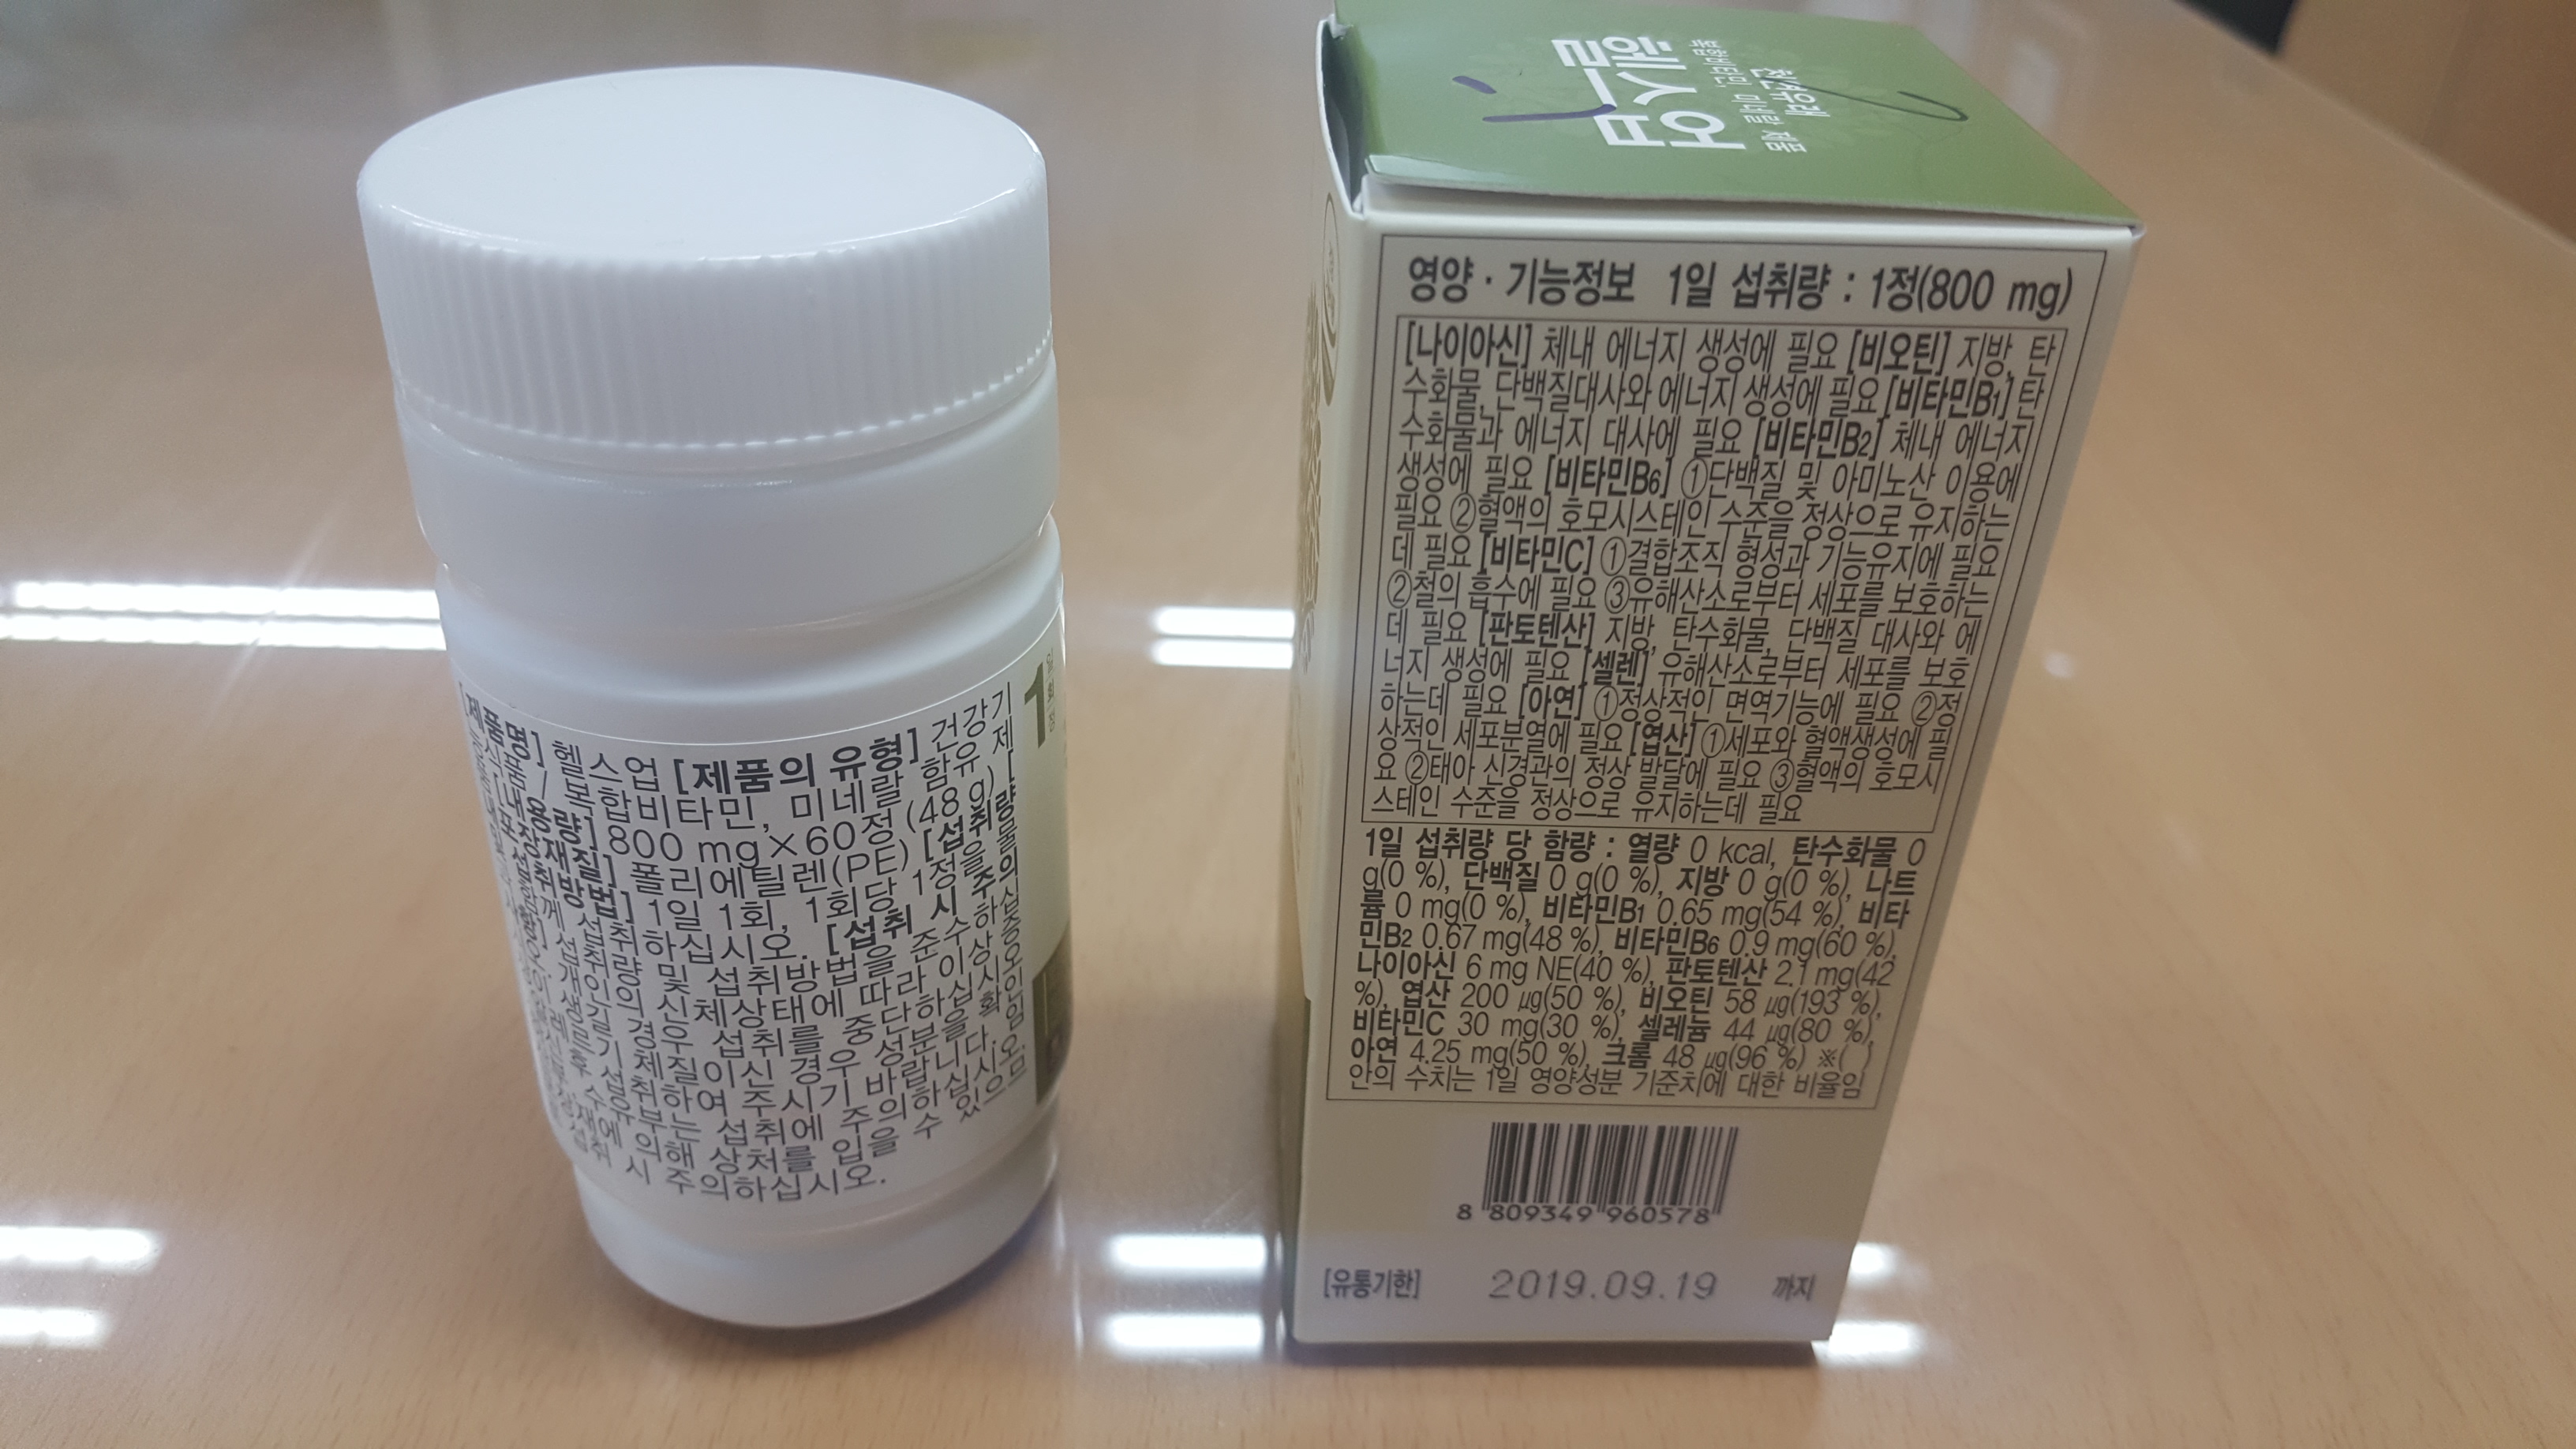 [제품명] 헬스업 [제품의 유형] 건강기
능식품 / 복합비타민, 미네랄 함유 제
[내용량] 800 mg×60정 (48 g) [
포장재질] 폴리에틸렌(PE) [섭취량
섭취방법] 1일 1회, 1회당 1정을 물
과 함께 섭취하십시오. [섭취 시 주의
섭취량 및 섭취방법을 준수하십
신체상태에 따라 이상
경우 섭취를 중단하십시오
체질이신 경우 성분을 확인
섭취하여 주시기 바랍니다.
섭취에 주의하십시오.
의해 상처를 입을 수 있으므
섭취 시 주의하십시오.
1일
1회
1정
헬스업
복합비타민, 미네랄 제품
천수우레
영양·기능정보 1일 섭취량 : 1정(800 mg)
[나이아신] 체내 에너지 생성에 필요 [비오틴] 지방, 탄
수화물, 단백질대사와 에너지 생성에 필요 [비타민B1] 탄
수화물과 에너지 대사에 필요 [비타민B2] 체내 에너지
생성에 필요 [비타민B6] ①단백질 및 아미노산 이용에
필요 ②혈액의 호모시스테인 수준을 정상으로 유지하는
데 필요 [비타민C] ①결합조직 형성과 기능유지에 필요
②철의 흡수에 필요 ③유해산소로부터 세포를 보호하는
데 필요 [판토텐산] 지방, 탄수화물, 단백질 대사와 에
너지 생성에 필요 [셀렌] 유해산소로부터 세포를 보호
하는데 필요 [아연] ①정상적인 면역기능에 필요 ②정
상적인 세포분열에 필요 [엽산] ①세포와 혈액생성에 필
요 ②태아 신경관의 정상 발달에 필요 ③혈액의 호모시
스테인 수준을 정상으로 유지하는데 필요
1일 섭취량 당 함량 : 열량 0 kcal, 탄수화물 0
g(0 %), 단백질 0 g(0 %), 지방 0 g(0 %), 나트
륨 0 mg(0 %), 비타민B1 0.65 mg(54 %), 비타
민B2 0.67 mg(48 %), 비타민B6 0.9 mg(60 %),
나이아신 6 mg NE(40 %), 판토텐산 2.1 mg(42
%), 엽산 200 ㎍(50 %), 비오틴 58 ㎍(193 %),
비타민C 30 mg(30 %), 셀레늄 44 ㎍(80 %),
아연 4.25 mg(50 %), 크롬 48 ㎍(96 %) ※( )
안의 수치는 1일 영양성분 기준치에 대한 비율임
8 809349 960578
[유통기한] 2019.09.19 까지